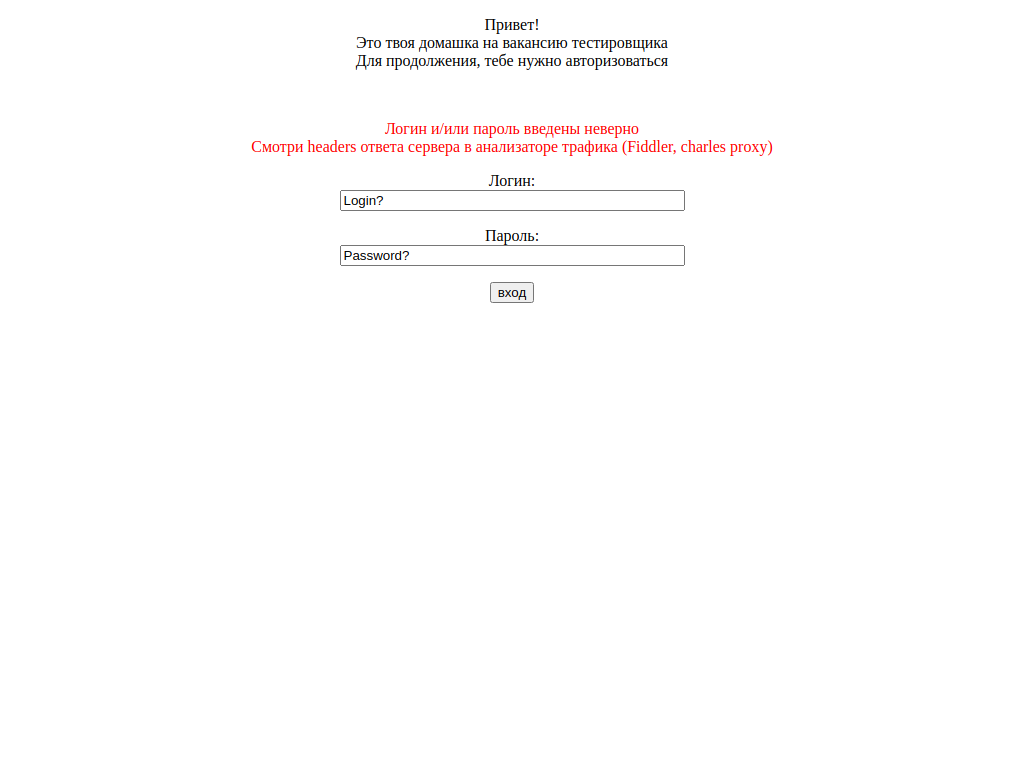 Привет!
Это твоя домашка на вакансию тестировщика
Для продолжения, тебе нужно авторизоваться
Логин и/или пароль введены неверно
Смотри headers ответа сервера в анализаторе трафика (Fiddler, charles proxy)
Логин:
Login?
Пароль:
Password?
вход